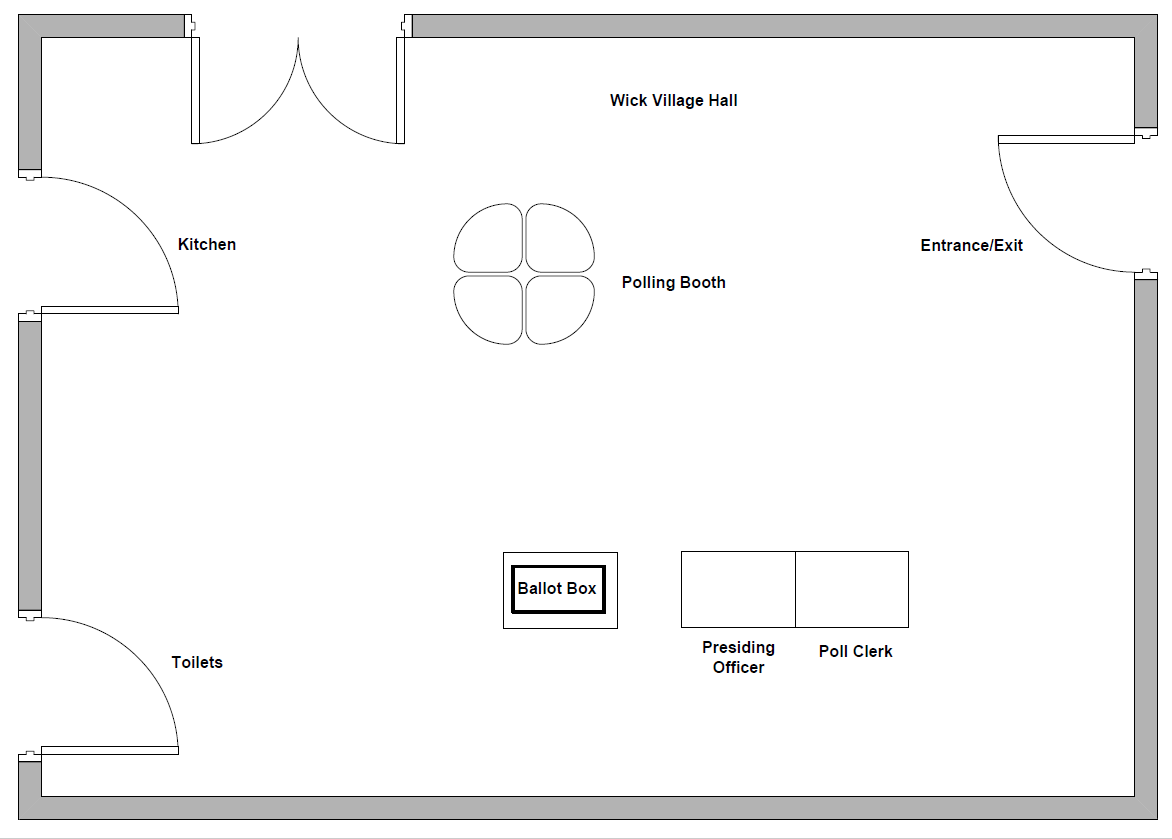 Wick Village Hall
Kitchen
Entrance/Exit
Polling Booth
Ballot Box
Presiding
Officer
Poll Clerk
Toilets